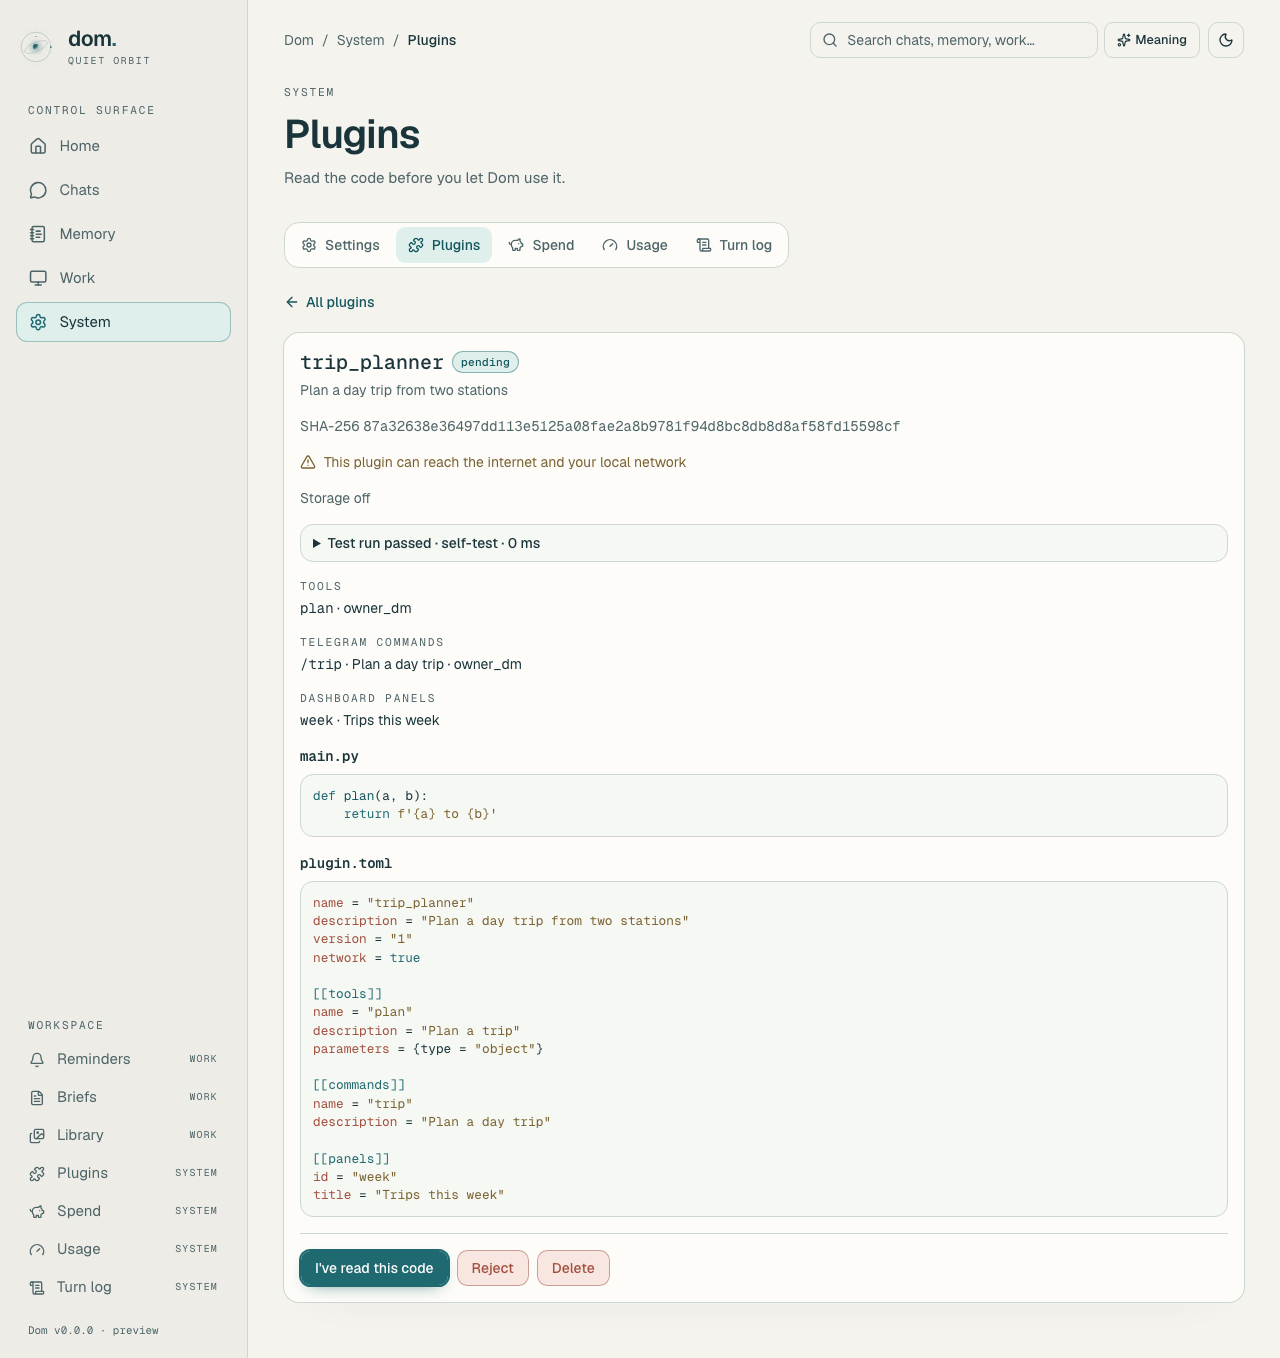 dom.
QUIET ORBIT
CONTROL SURFACE
Home
Chats
Memory
Work
System
WORKSPACE
Reminders WORK
Briefs WORK
Library WORK
Plugins SYSTEM
Spend SYSTEM
Usage SYSTEM
Turn log SYSTEM
Dom v0.0.0 · preview
Dom / System / Plugins
Search chats, memory, work…
Meaning
SYSTEM
Plugins
Read the code before you let Dom use it.
Settings Plugins Spend Usage Turn log
All plugins
trip_planner pending
Plan a day trip from two stations
SHA-256 87a32638e36497dd113e5125a08fae2a8b9781f94d8bc8db8d8af58fd15598cf
This plugin can reach the internet and your local network
Storage off
Test run passed · self-test · 0 ms
TOOLS
plan · owner_dm
TELEGRAM COMMANDS
/trip · Plan a day trip · owner_dm
DASHBOARD PANELS
week · Trips this week
main.py
def plan(a, b):
    return f'{a} to {b}'
plugin.toml
name = "trip_planner"
description = "Plan a day trip from two stations"
version = "1"
network = true
[[tools]]
name = "plan"
description = "Plan a trip"
parameters = {type = "object"}
[[commands]]
name = "trip"
description = "Plan a day trip"
[[panels]]
id = "week"
title = "Trips this week"
I've read this code Reject Delete